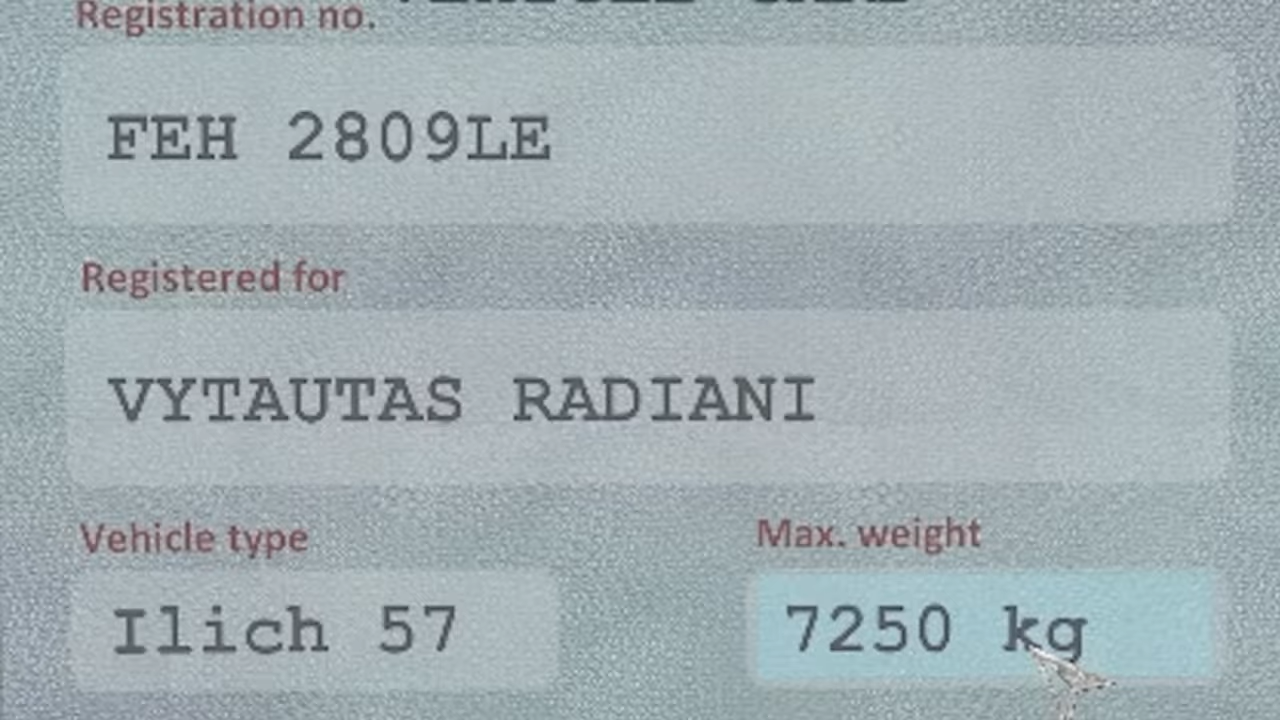 Registration no.
FEH 2809LE
Registered for
VYTAUTAS RADIANI
Vehicle type
Max. weight
Ilich 57
7250 kg